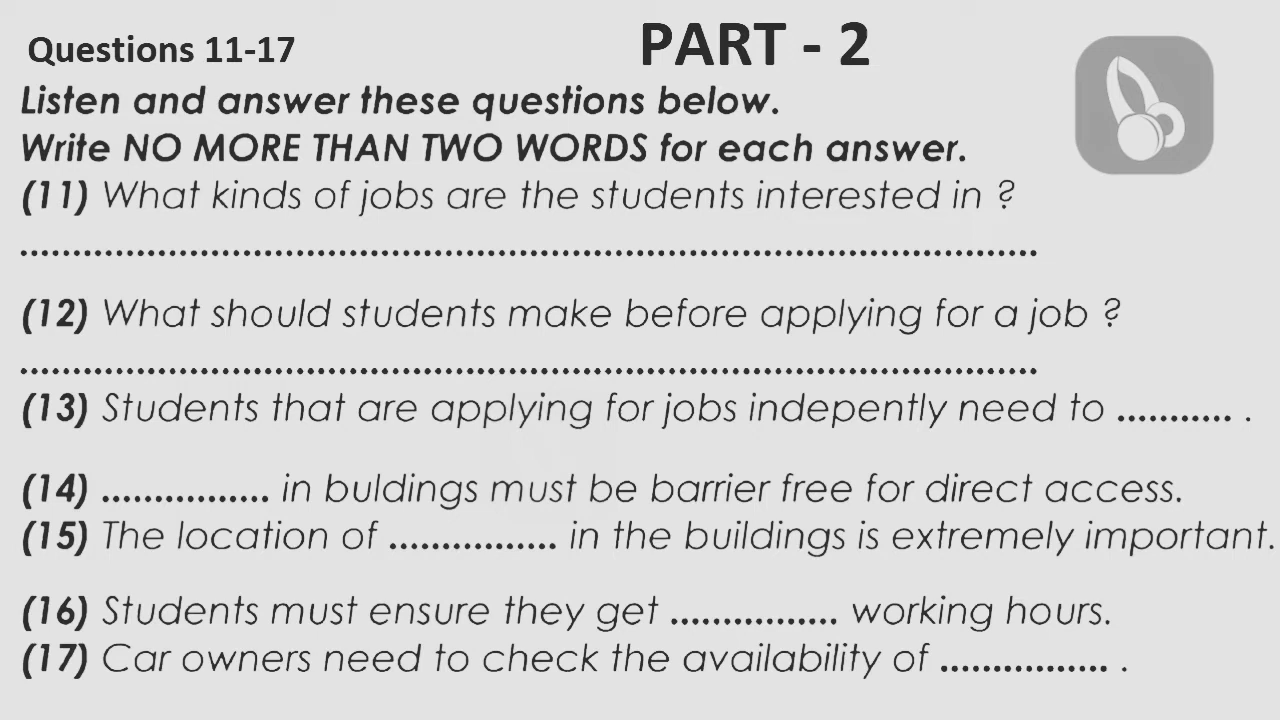 Questions 11-17
PART - 2
Listen and answer these questions below.
Write NO MORE THAN TWO WORDS for each answer.
(11) What kinds of jobs are the students interested in ?
....................................................................................................
(12) What should students make before applying for a job ?
....................................................................................................
(13) Students that are applying for jobs indepently need to ........... .
(14) ................ in buldings must be barrier free for direct access.
(15) The location of ................ in the buildings is extremely important.
(16) Students must ensure they get ................ working hours.
(17) Car owners need to check the availability of ................ .